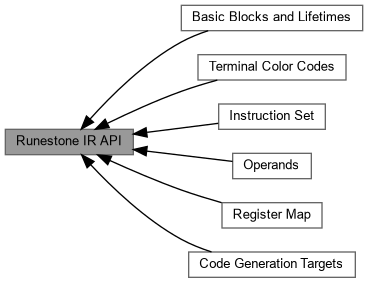 Basic Blocks and Lifetimes
Terminal Color Codes
Instruction Set
Runestone IR API
Operands
Register Map
Code Generation Targets